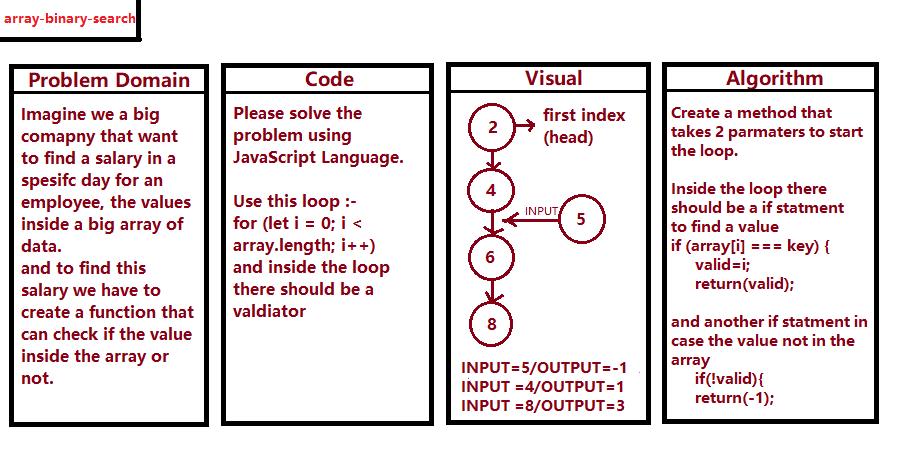 array-binary-search
Problem Domain
Imagine we a big
comapny that want
to find a salary in a
spesifc day for an
employee, the values
inside a big array of
data.
and to find this
salary we have to
create a function that
can check if the value
inside the array or
not.
Code
Please solve the
problem using
JavaScript Language.
Use this loop :-
for (let i = 0; i <
array.length; i++)
and inside the loop
there should be a
valdiator
Visual
2
first index
(head)
4
INPUT
5
6
8
INPUT=5/OUTPUT=-1
INPUT =4/OUTPUT=1
INPUT =8/OUTPUT=3
Algorithm
Create a method that
takes 2 parmaters to start
the loop.
Inside the loop there
should be a if statment
to find a value
if (array[i] === key) {
valid=i;
return(valid);
and another if statment in
case the value not in the
array
if(!valid){
return(-1);